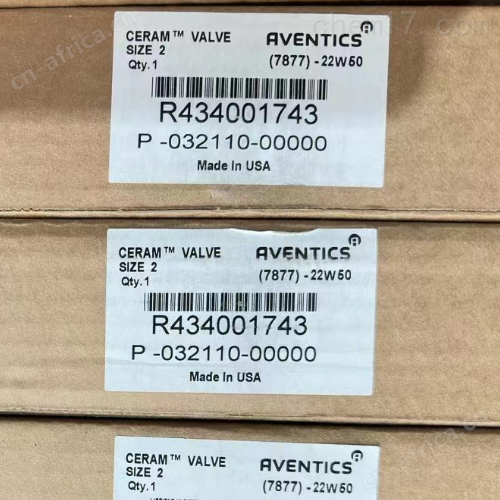 CERAM™ VALVE AVENTICS
SIZE 2 (7877) -22W50
Qty.1
R434001743
P -032110-00000
Made In USA
CERAM™ VALVE AVENTICS
SIZE 2 (7877) -22W50
Qty.1
R434001743
P -032110-00000
Made In USA
CERAM™ VALVE AVENTICS
SIZE 2 (7877) -22W50
Qty.1